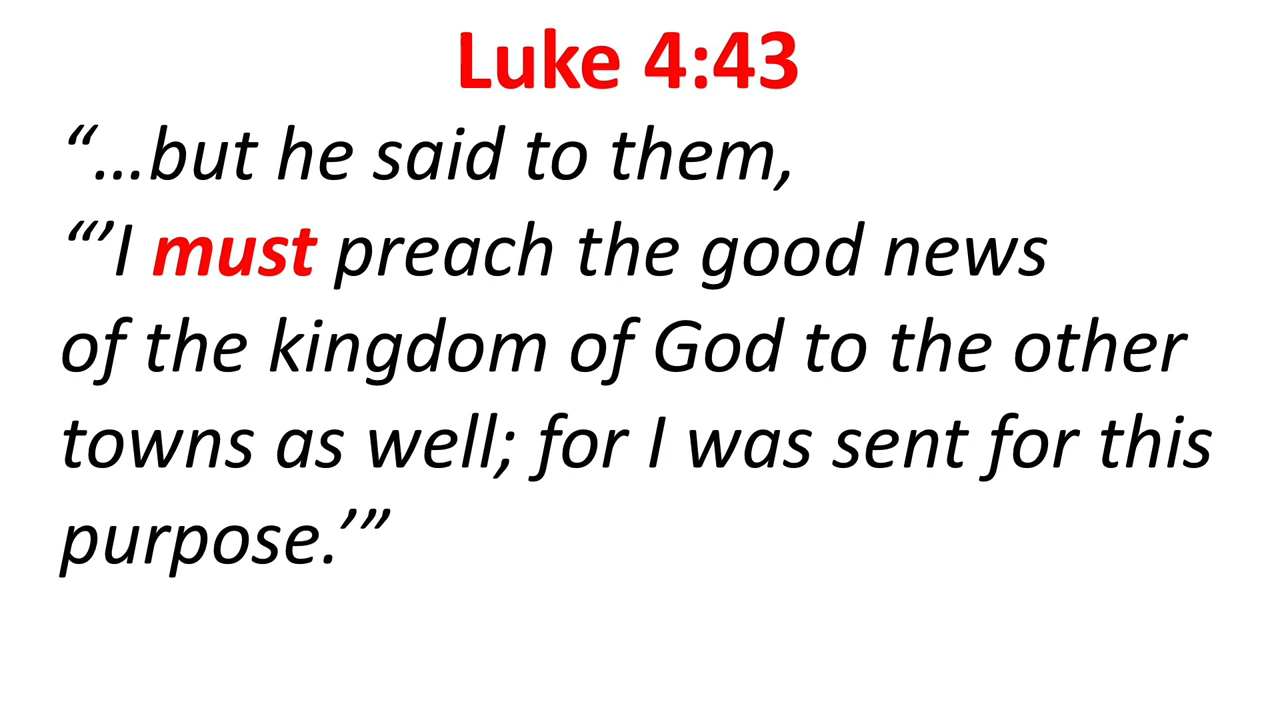 Luke 4:43
“…but he said to them,
“’I must preach the good news
of the kingdom of God to the other
towns as well; for I was sent for this
purpose.’”